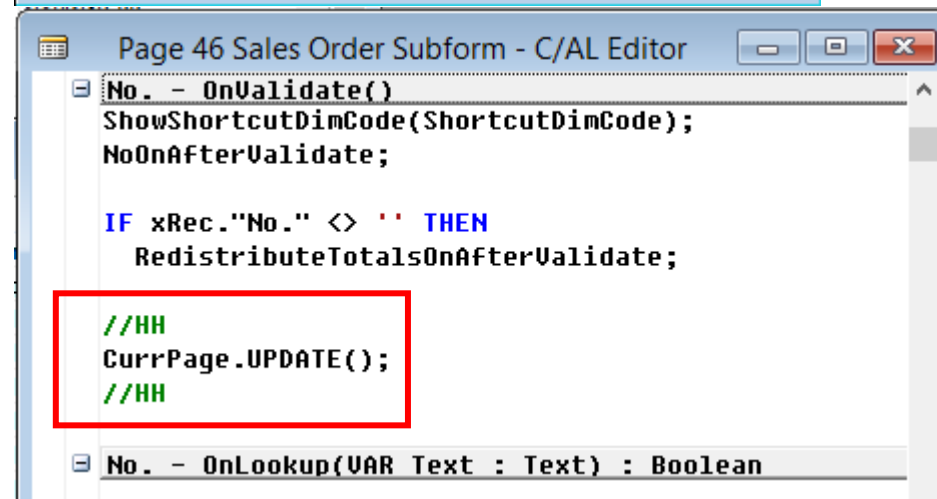 Page 46 Sales Order Subform - C/AL Editor
No. - OnValidate()
ShowShortcutDimCode(ShortcutDimCode);
NoOnAfterValidate;
IF xRec."No." <> '' THEN
RedistributeTotalsOnAfterValidate;
//HH
CurrPage.UPDATE();
//HH
No. - OnLookup(VAR Text : Text) : Boolean